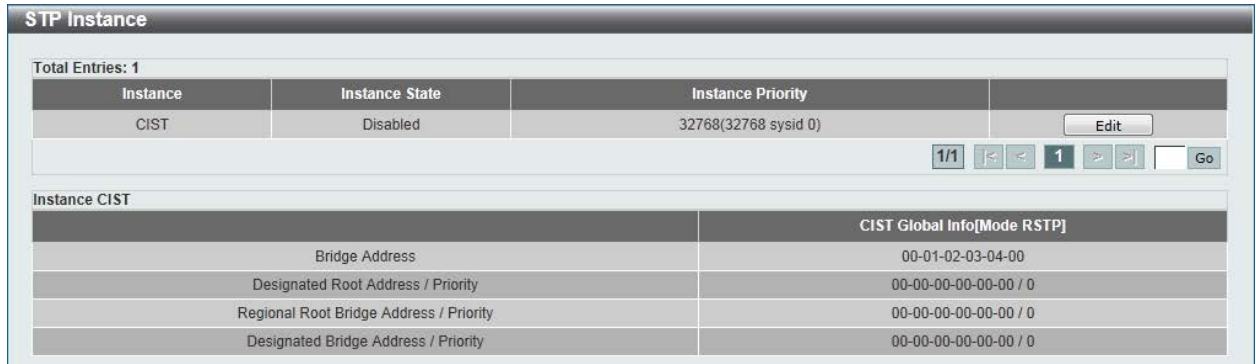 STP Instance
Total Entries: 1
Instance Instance State Instance Priority
CIST Disabled 32768(32768 sysid 0) Edit
1/1 |< < 1 > >| Go
Instance CIST
CIST Global Info[Mode RSTP]
Bridge Address 00-01-02-03-04-00
Designated Root Address / Priority 00-00-00-00-00-00 / 0
Regional Root Bridge Address / Priority 00-00-00-00-00-00 / 0
Designated Bridge Address / Priority 00-00-00-00-00-00 / 0